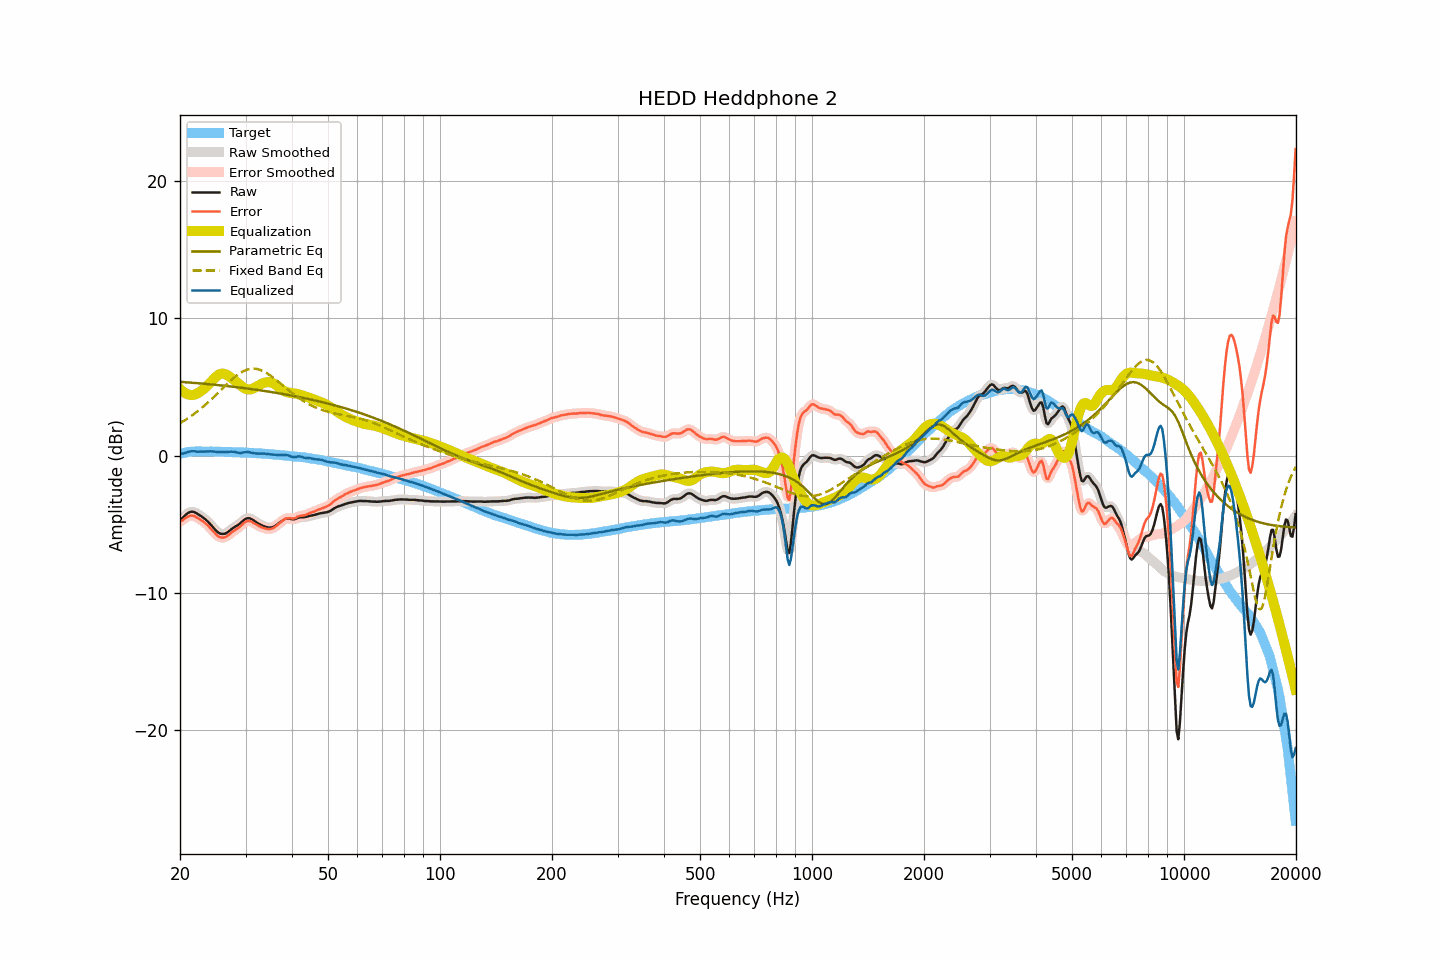 HEDD Heddphone 2
Target
Raw Smoothed
Error Smoothed
Raw
Error
Equalization
Parametric Eq
Fixed Band Eq
Equalized
Amplitude (dBr)
20
10
0
−10
−20
20
50
100
200
500
1000
2000
5000
10000
20000
Frequency (Hz)